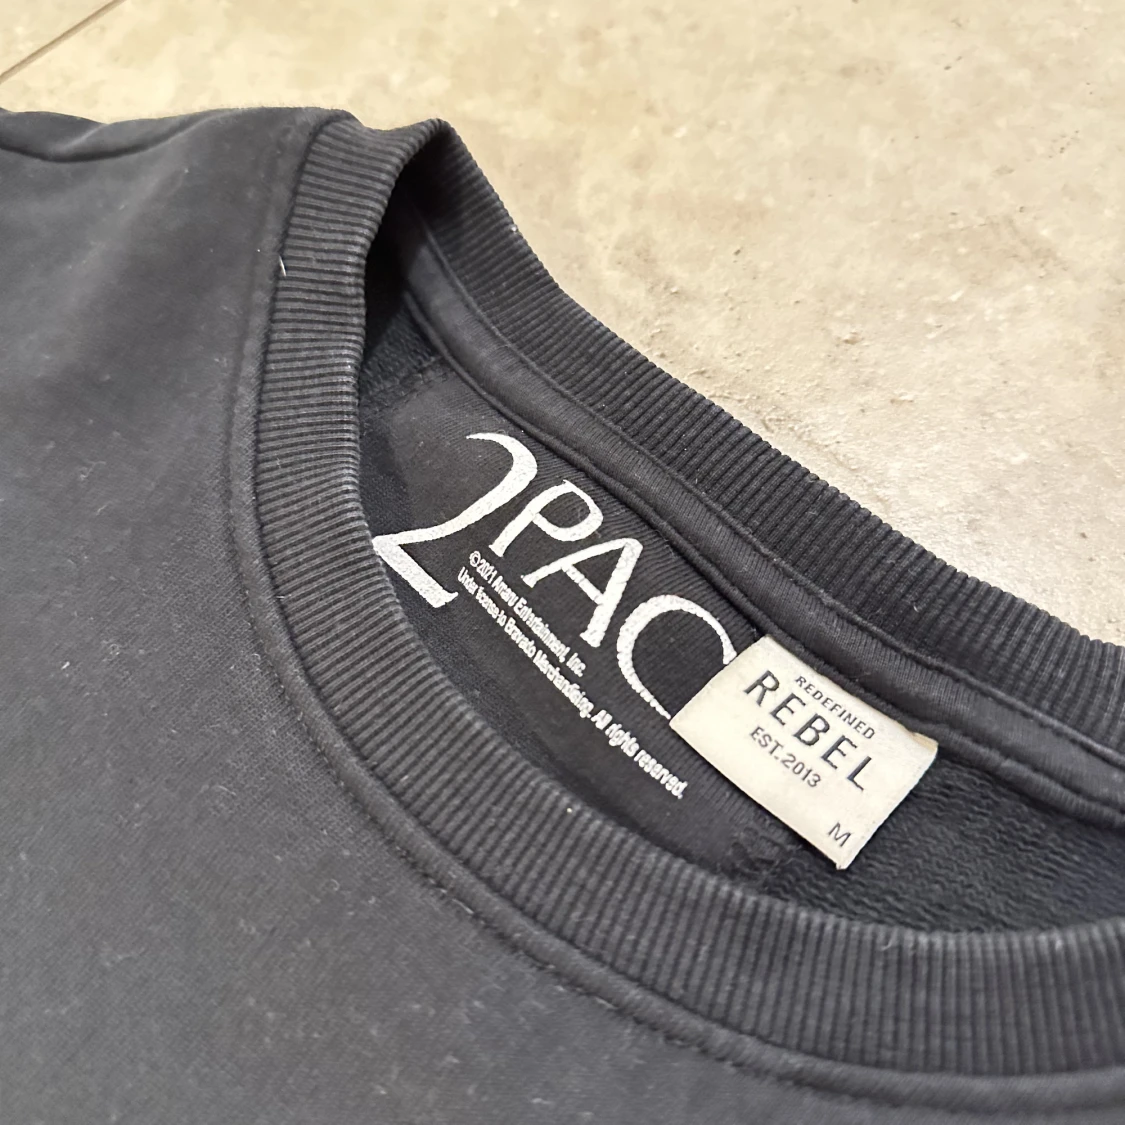 2PAC
©2021 Amaru Entertainment, Inc.
Under license to Bravado Merchandising. All rights reserved.
REDEFINED
REBEL
EST.2013
M